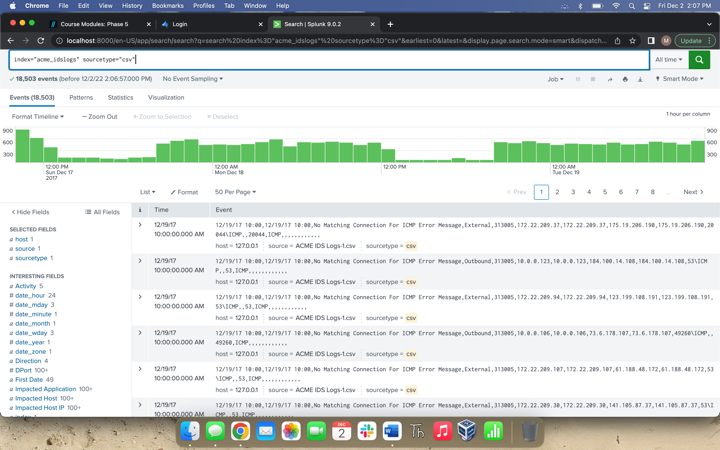 Chrome File Edit View History Bookmarks Profiles Tab Window Help Fri Dec 2 2:07 PM
Course Modules: Phase 5 Login Search | Splunk 9.0.2
localhost:8000/en-US/app/search/search?q=search%20index%3D"acme_idslogs"%20sourcetype%3D"csv"&earliest=0&latest=&display.page.search.mode=smart&dispatch... M Update
index="acme_idslogs" sourcetype="csv" All time
18,503 events (before 12/2/22 2:06:57.000 PM) No Event Sampling Job Smart Mode
Events (18,503) Patterns Statistics Visualization
Format Timeline — Zoom Out + Zoom to Selection × Deselect 1 hour per column
900 900
600 600
300 300
12:00 PM 12:00 AM 12:00 PM 12:00 AM
Sun Dec 17 Mon Dec 18 Tue Dec 19
2017
List Format 50 Per Page < Prev 1 2 3 4 5 6 7 8 ... Next >
< Hide Fields All Fields i Time Event
SELECTED FIELDS
a host 1
a source 1
a sourcetype 1
INTERESTING FIELDS
a Activity 5
# date_hour 24
# date_mday 3
# date_minute 1
a date_month 1
a date_wday 3
# date_year 1
a date_zone 1
a Direction 4
# DPort 100+
a First Date 49
a Impacted Application 100+
a Impacted Host 100+
a Impacted Host IP 100+
12/19/17 12/19/2017 10:00,12/19/17 10:00,No Matching Connection For ICMP Error Message,External,313005,172.22.209.37,172.22.209.37,175.19.206.190,175.19.206.190,20
10:00:00.000 AM 044\ICMP,,20044,ICMP,,,,,,,,,,,,
host = 127.0.0.1 source = ACME IDS Logs-1.csv sourcetype = csv
12/19/17 12/19/2017 10:00,12/19/17 10:00,No Matching Connection For ICMP Error Message,Outbound,313005,10.0.0.123,10.0.0.123,184.100.14.108,184.100.14.108,53\ICM
10:00:00.000 AM P,,53,ICMP,,,,,,,,,,,,
host = 127.0.0.1 source = ACME IDS Logs-1.csv sourcetype = csv
12/19/17 12/19/2017 10:00,12/19/17 10:00,No Matching Connection For ICMP Error Message,External,313005,172.22.209.94,172.22.209.94,123.199.108.191,123.199.108.191,
10:00:00.000 AM 53\ICMP,,53,ICMP,,,,,,,,,,,,
host = 127.0.0.1 source = ACME IDS Logs-1.csv sourcetype = csv
12/19/17 12/19/2017 10:00,12/19/17 10:00,No Matching Connection For ICMP Error Message,Outbound,313005,10.0.0.106,10.0.0.106,73.6.178.107,73.6.178.107,49260\ICMP,,
10:00:00.000 AM 49260,ICMP,,,,,,,,,,,,
host = 127.0.0.1 source = ACME IDS Logs-1.csv sourcetype = csv
12/19/17 12/19/2017 10:00,12/19/17 10:00,No Matching Connection For ICMP Error Message,External,313005,172.22.209.107,172.22.209.107,61.188.48.172,61.188.48.172,53
10:00:00.000 AM \ICMP,,53,ICMP,,,,,,,,,,,,
host = 127.0.0.1 source = ACME IDS Logs-1.csv sourcetype = csv
12/19/17 12/19/2017 10:00,12/19/17 10:00,No Matching Connection For ICMP Error Message,External,313005,172.22.209.30,172.22.209.30,141.105.87.37,141.105.87.37,53\I
10:00:00.000 AM CMP,,53,ICMP,,,,,,,,,,,,
DEC
2
W
Th